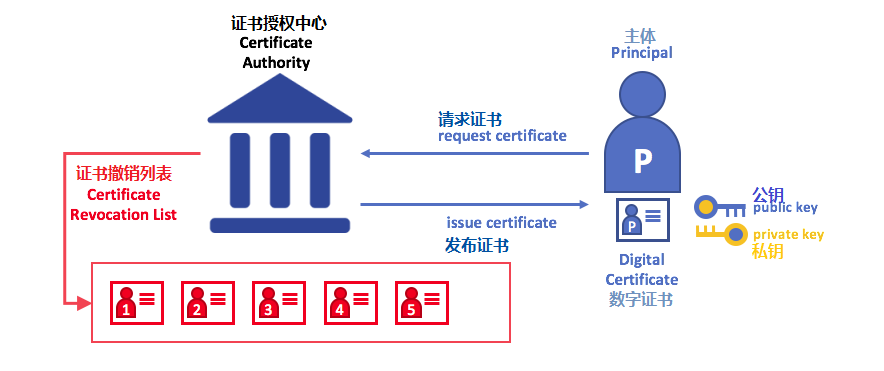 证书授权中心
Certificate
Authority
主体
Principal
请求证书
request certificate
P
证书撤销列表
Certificate
Revocation List
issue certificate
发布证书
P
公钥
public key
private key
私钥
Digital
Certificate
数字证书
1 2 3 4 5